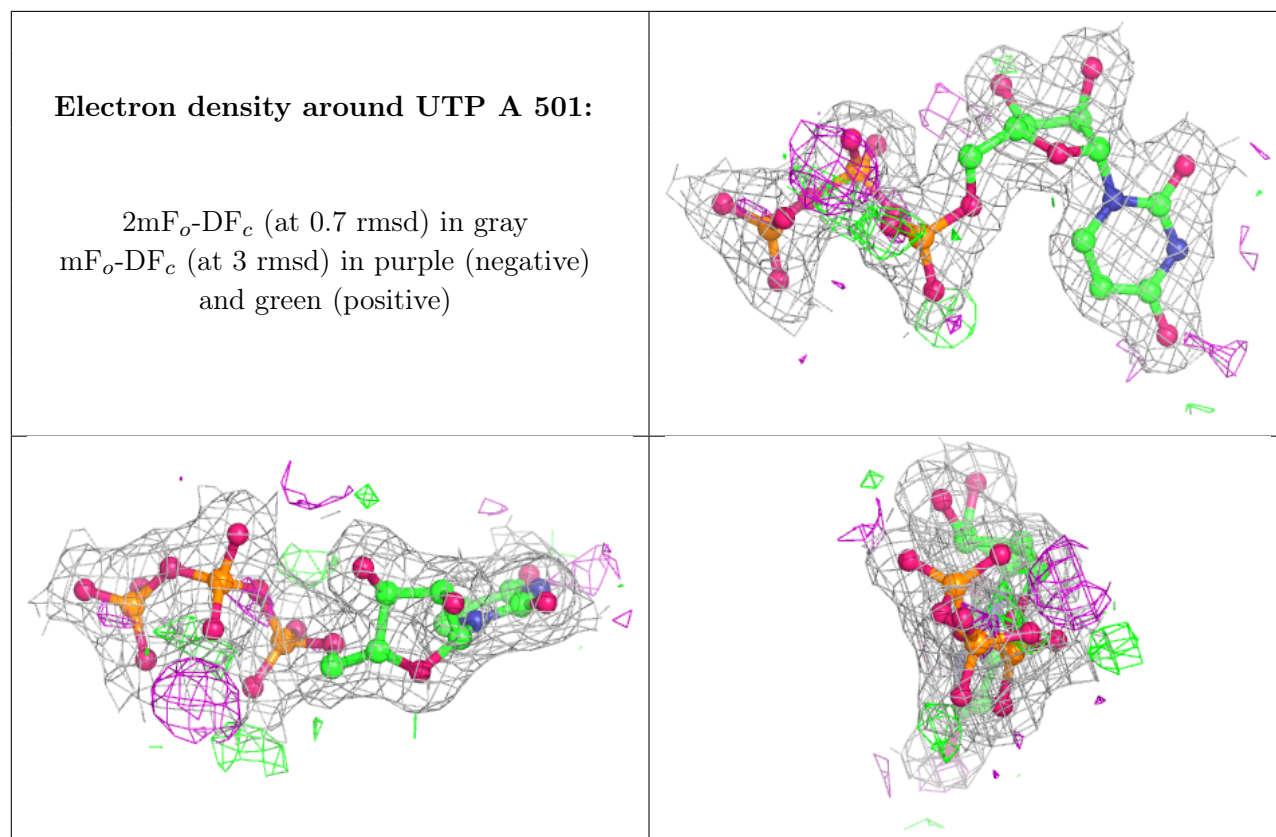 Electron density around UTP A 501:
2mFₒ-DF𝒸 (at 0.7 rmsd) in gray
mFₒ-DF𝒸 (at 3 rmsd) in purple (negative)
and green (positive)